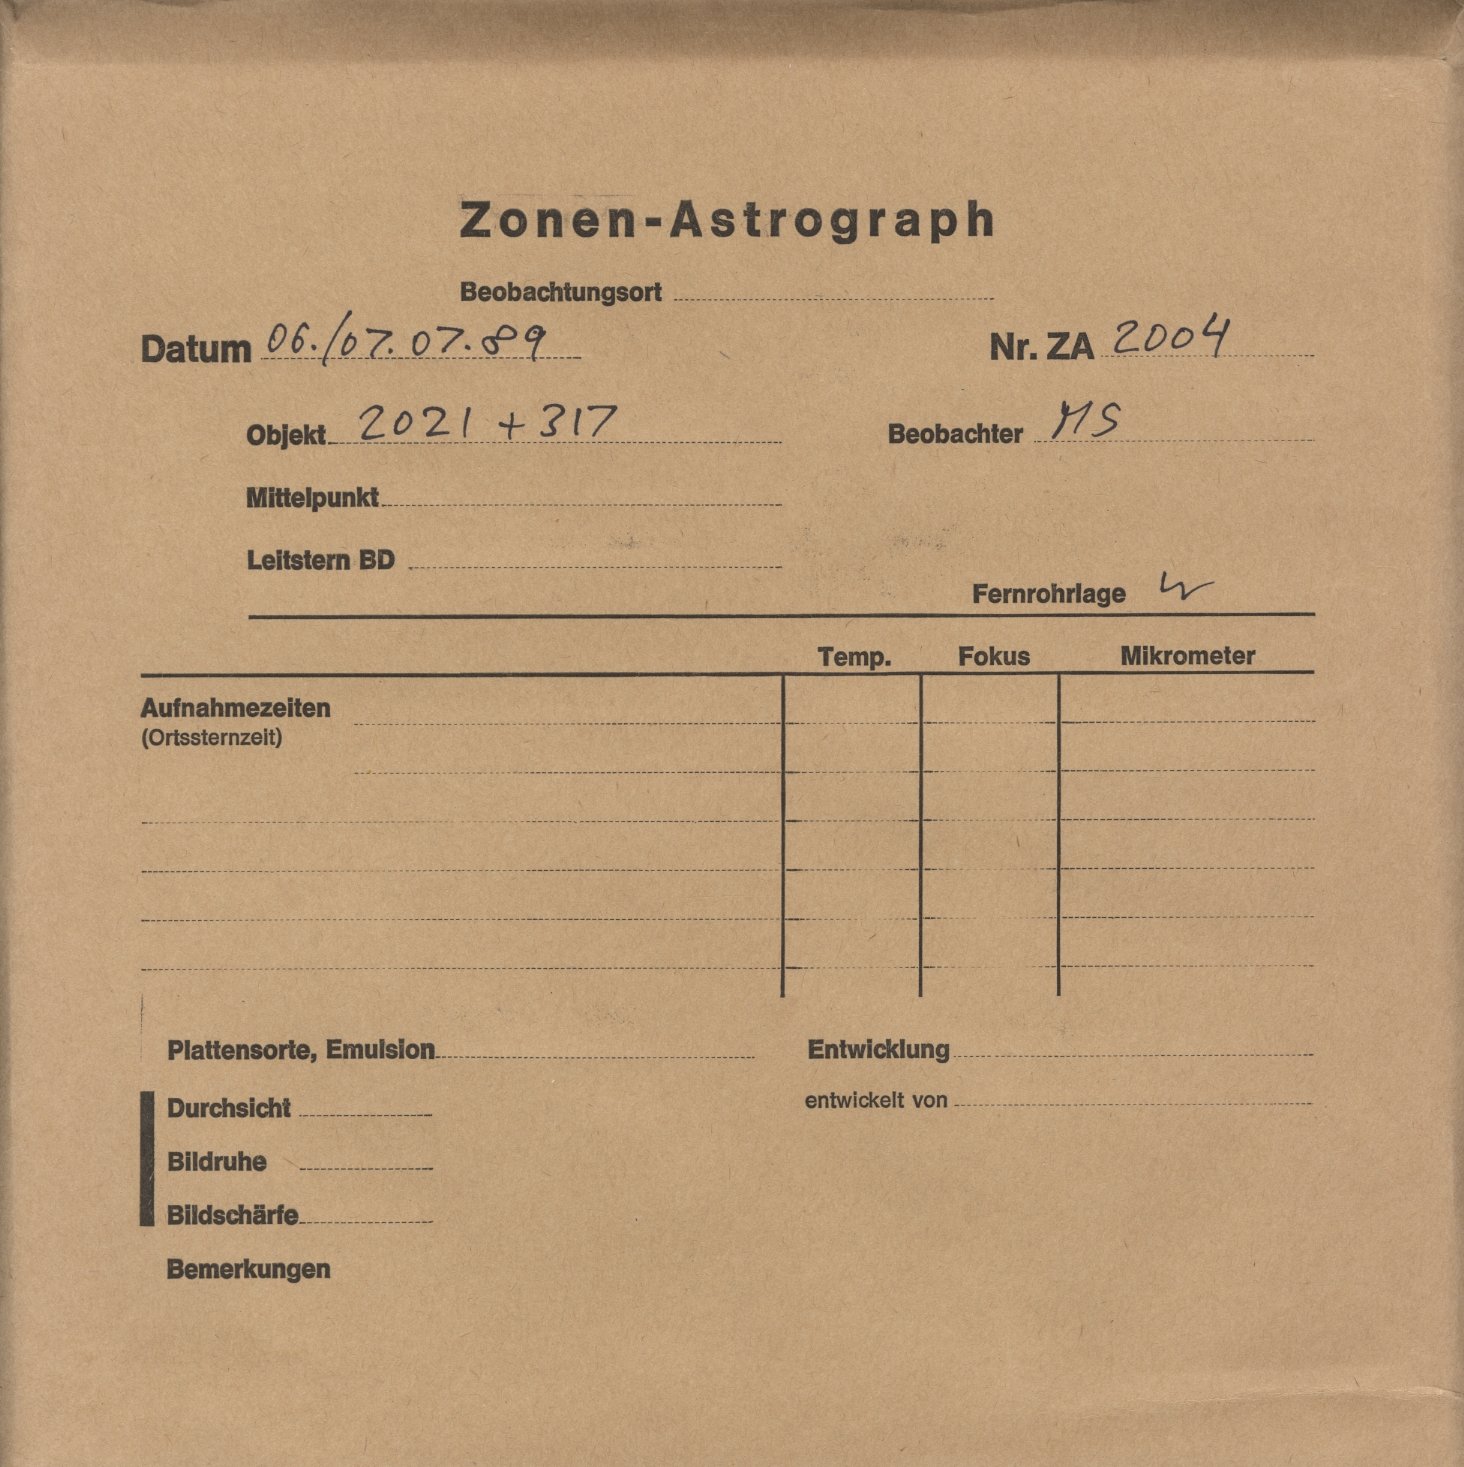 Zonen-Astrograph
Beobachtungsort
Datum 06./07.07.89 Nr. ZA 2004
Objekt 2021 +317 Beobachter MS
Mittelpunkt
Leitstern BD
Fernrohrlage W
Temp. Fokus Mikrometer
Aufnahmezeiten
(Ortssternzeit)
Plattensorte, Emulsion Entwicklung
Durchsicht entwickelt von
Bildruhe
Bildschärfe
Bemerkungen